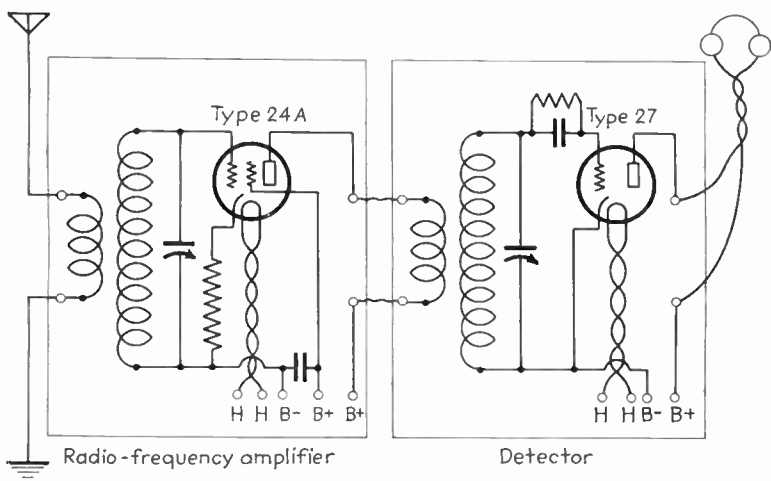 Type 24A
Type 27
H H B- B+ B+
H H B- B+
Radio-frequency amplifier
Detector